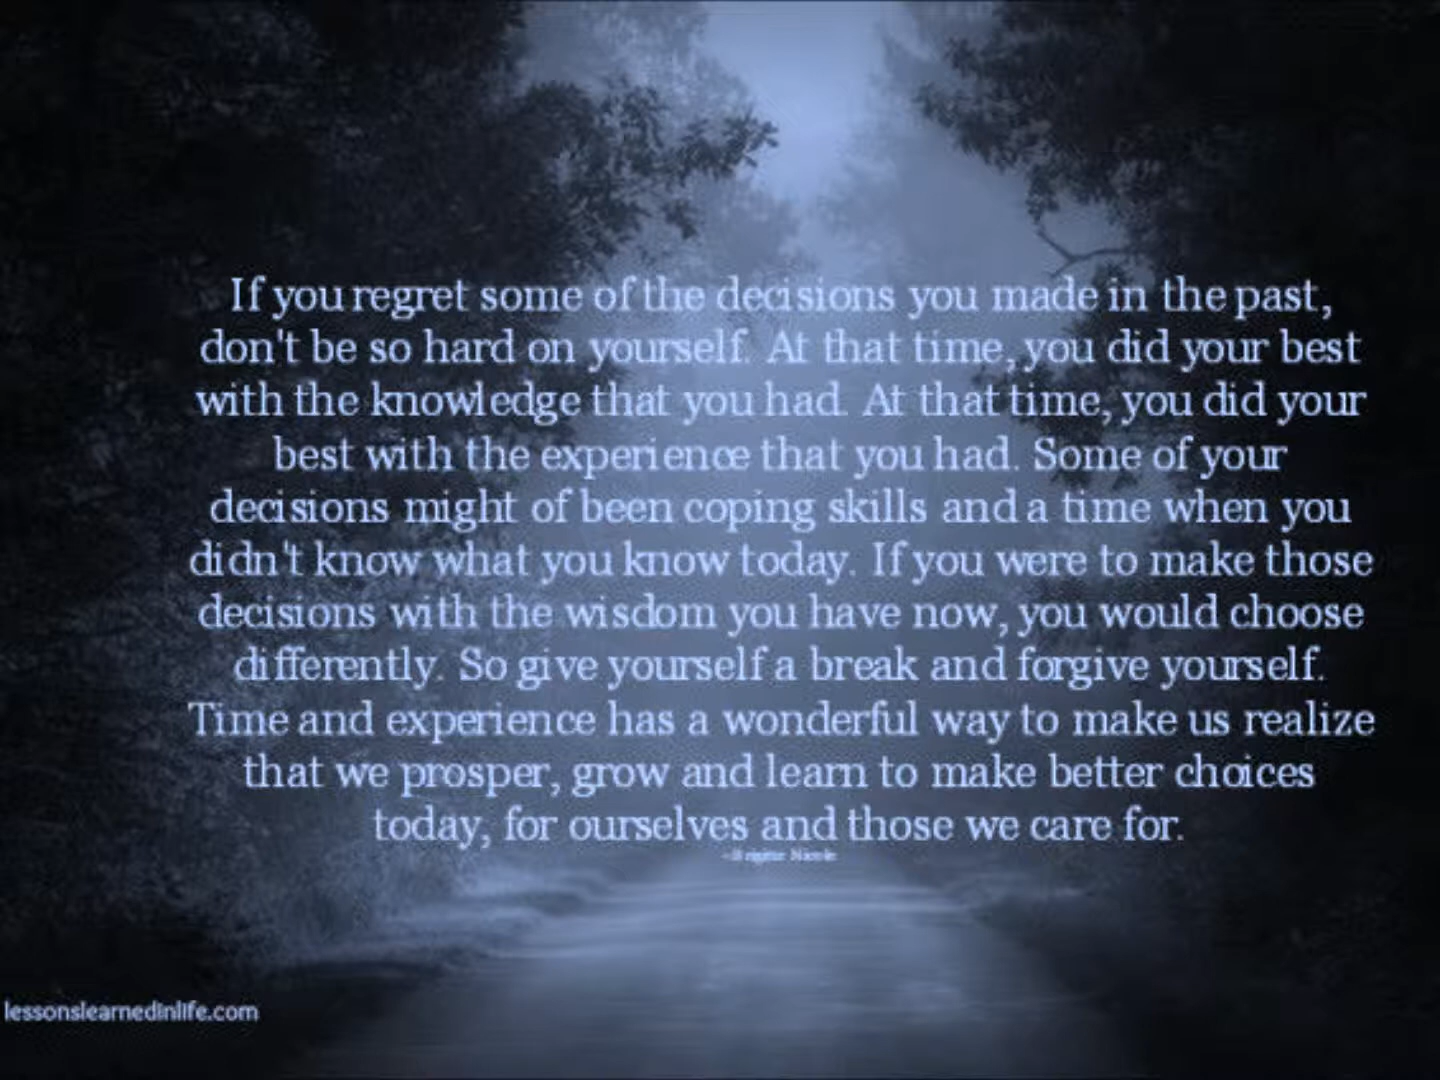 If you regret some of the decisions you made in the past,
don't be so hard on yourself. At that time, you did your best
with the knowledge that you had. At that time, you did your
best with the experience that you had. Some of your
decisions might of been coping skills and a time when you
didn't know what you know today. If you were to make those
decisions with the wisdom you have now, you would choose
differently. So give yourself a break and forgive yourself.
Time and experience has a wonderful way to make us realize
that we prosper, grow and learn to make better choices
today, for ourselves and those we care for.
~Brigitte Nicole
lessonslearnedinlife.com